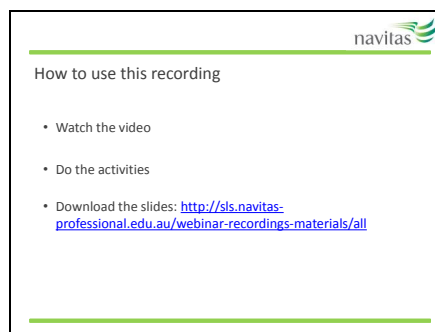 navitas
How to use this recording
• Watch the video
• Do the activities
• Download the slides: http://sls.navitas-
professional.edu.au/webinar-recordings-materials/all